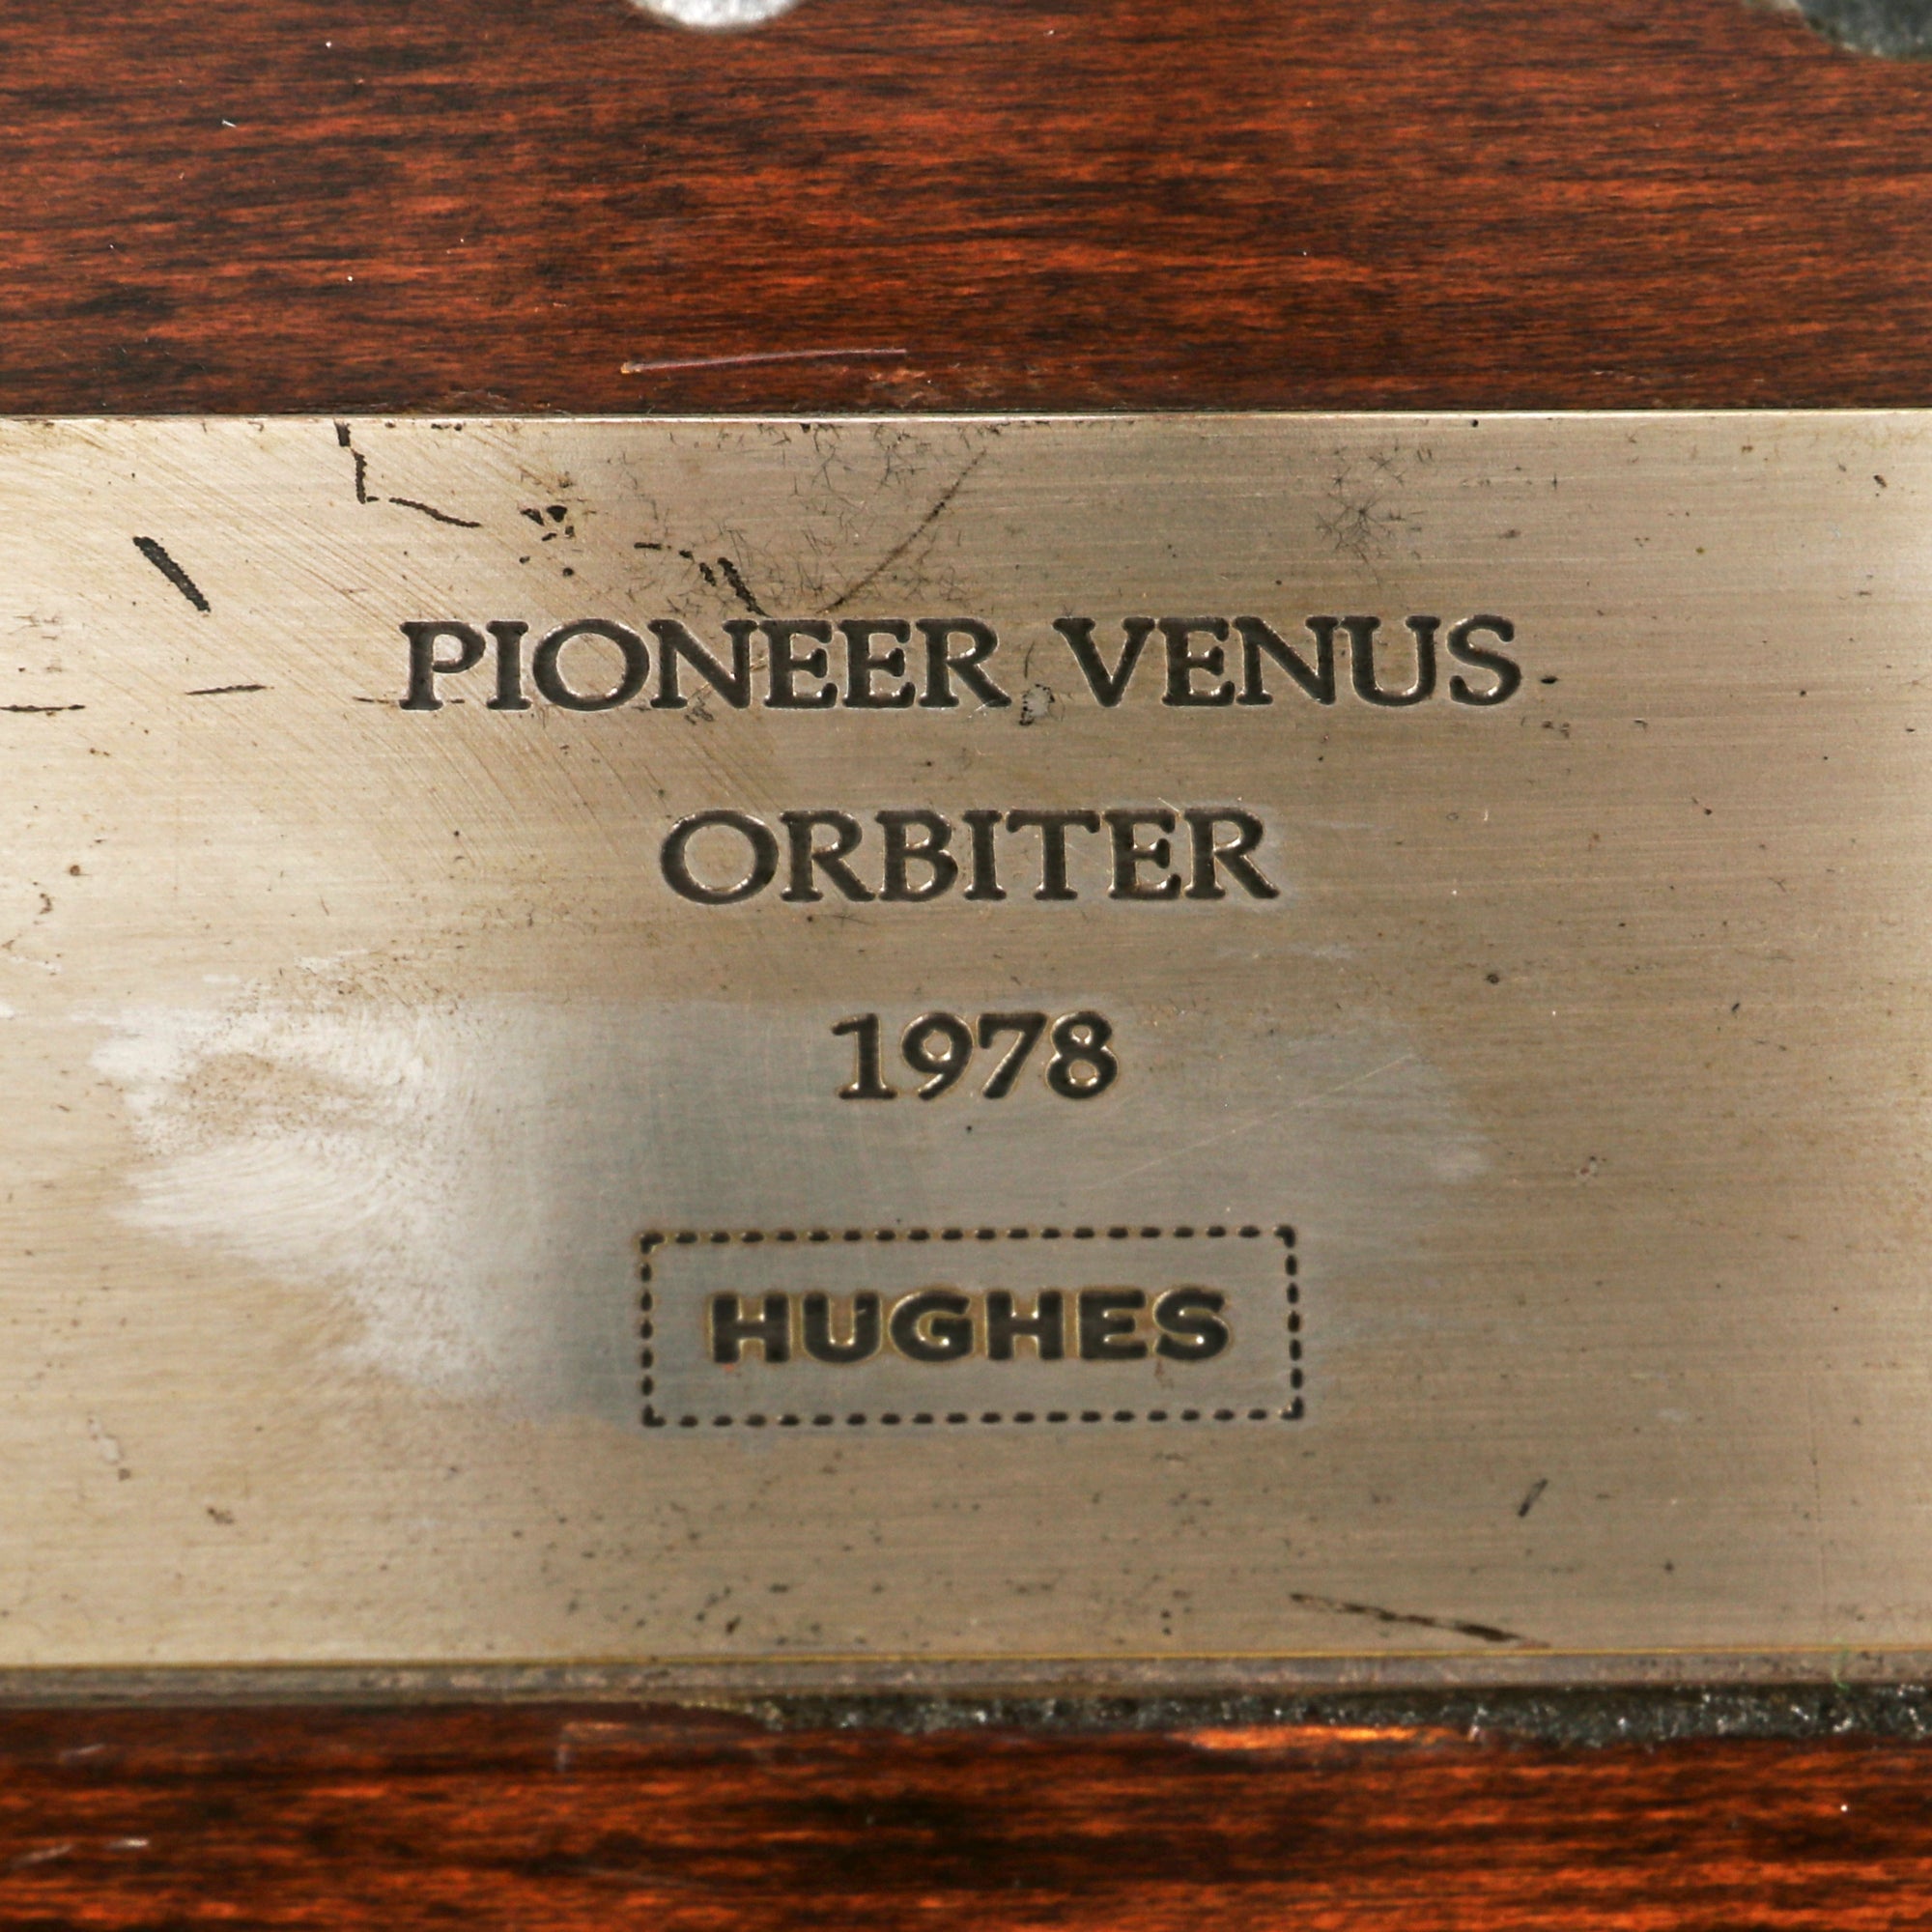 PIONEER VENUS
ORBITER
1978
HUGHES